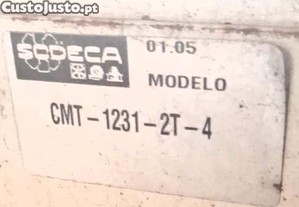 CustoJusto.pt
SODECA
01.05
MODELO
CMT-1231-2T-4